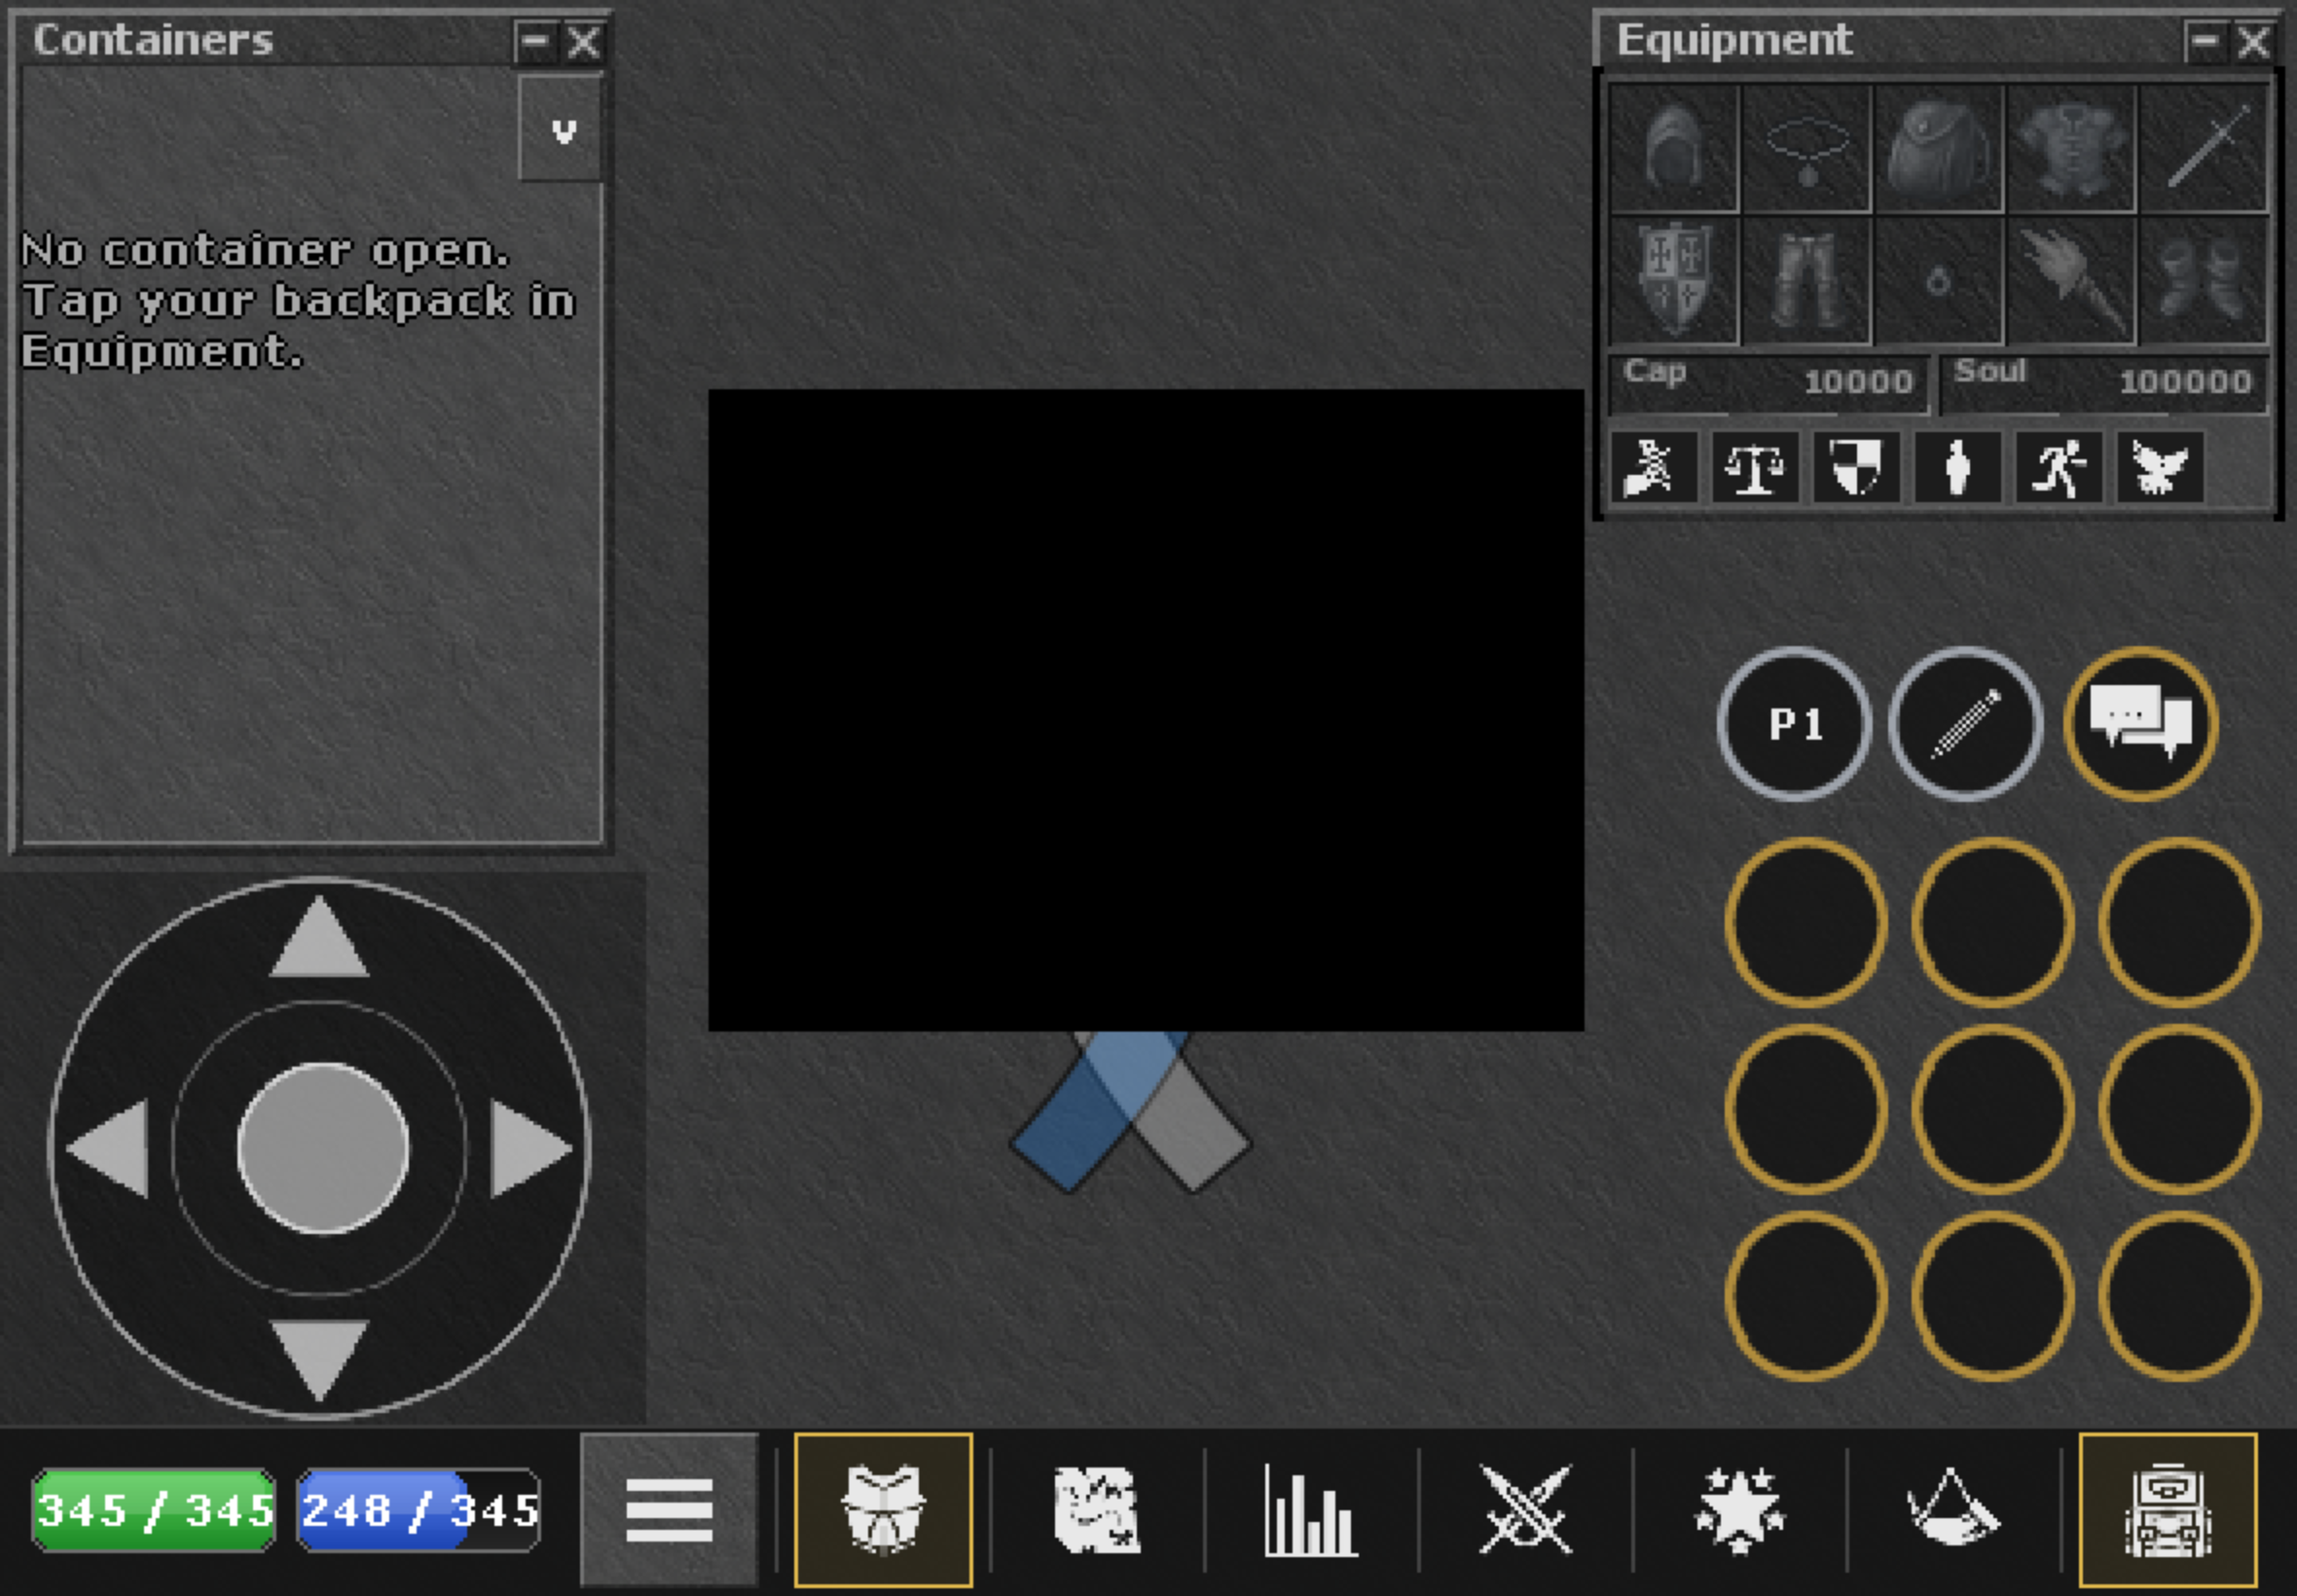 Containers
v
No container open.
Tap your backpack in
Equipment.
Equipment
Cap 10000 Soul 100000
P1
345 / 345 248 / 345